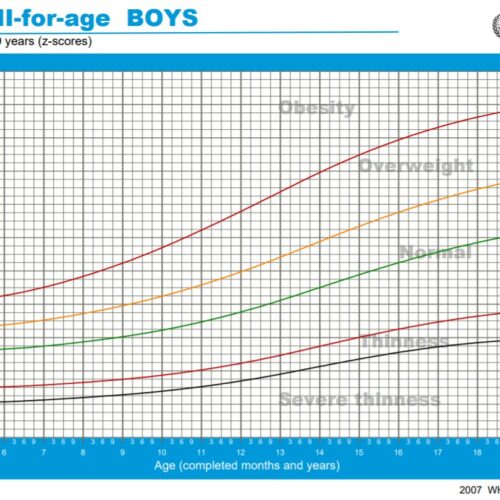 II-for-age BOYS
9 years (z-scores)
Obesity
Overweight
Normal
Thinness
Severe thinness
3 6 9 3 6 9 3 6 9 3 6 9 3 6 9 3 6 9 3 6 9 3 6 9 3 6 9 3 6 9 3 6 9 3 6 9 3 6
6 7 8 9 10 11 12 13 14 15 16 17 18
Age (completed months and years)
2007 WH